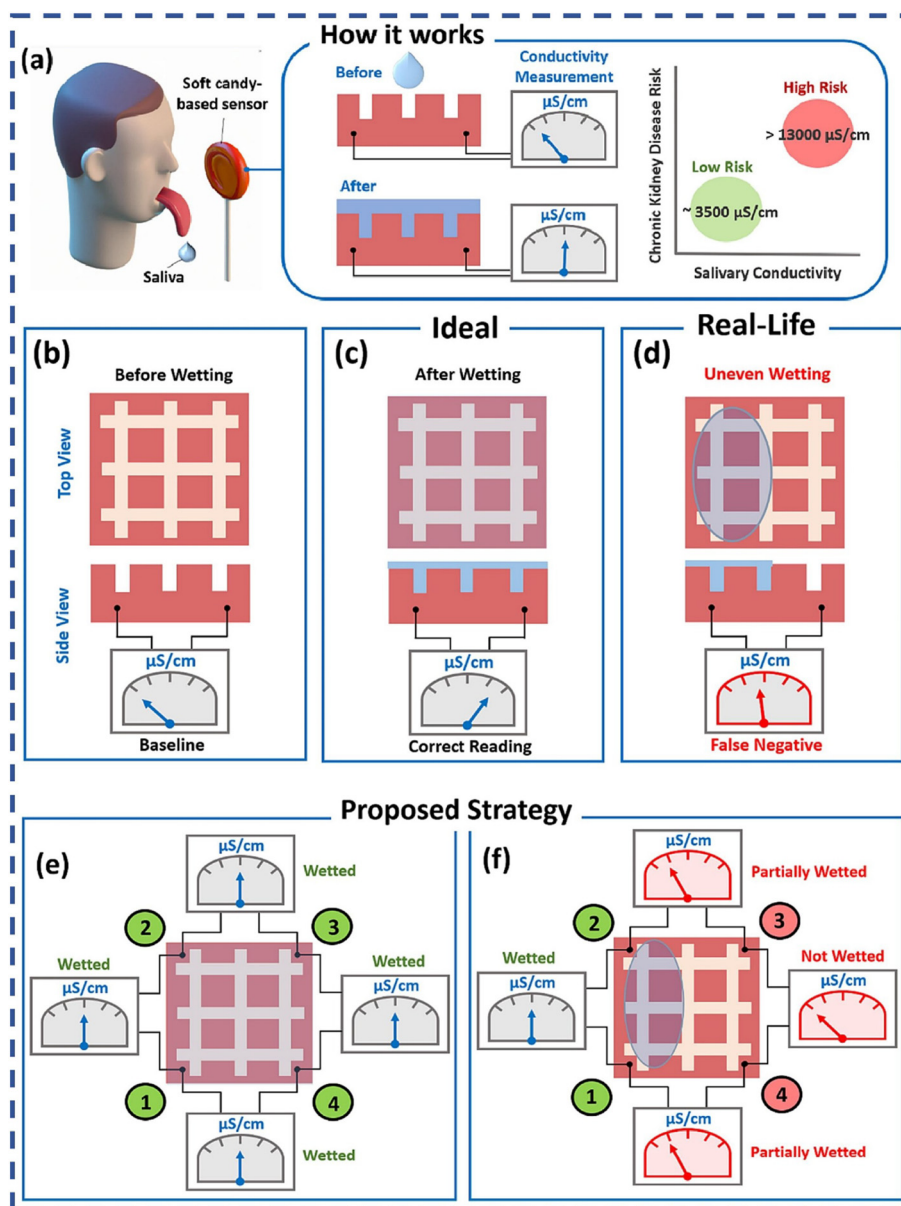 How it works
(a)
Soft candy-
based sensor
Saliva
Before
Conductivity
Measurement
µS/cm
After
µS/cm
Chronic Kidney Disease Risk
High Risk
> 13000 µS/cm
Low Risk
~ 3500 µS/cm
Salivary Conductivity
Ideal
Real-Life
(b)
Before Wetting
Top View
Side View
µS/cm
Baseline
(c)
After Wetting
µS/cm
Correct Reading
(d)
Uneven Wetting
µS/cm
False Negative
Proposed Strategy
(e)
µS/cm
Wetted
2
3
Wetted
µS/cm
Wetted
µS/cm
1
4
µS/cm
Wetted
(f)
µS/cm
Partially Wetted
2
3
Wetted
µS/cm
Not Wetted
µS/cm
1
4
µS/cm
Partially Wetted